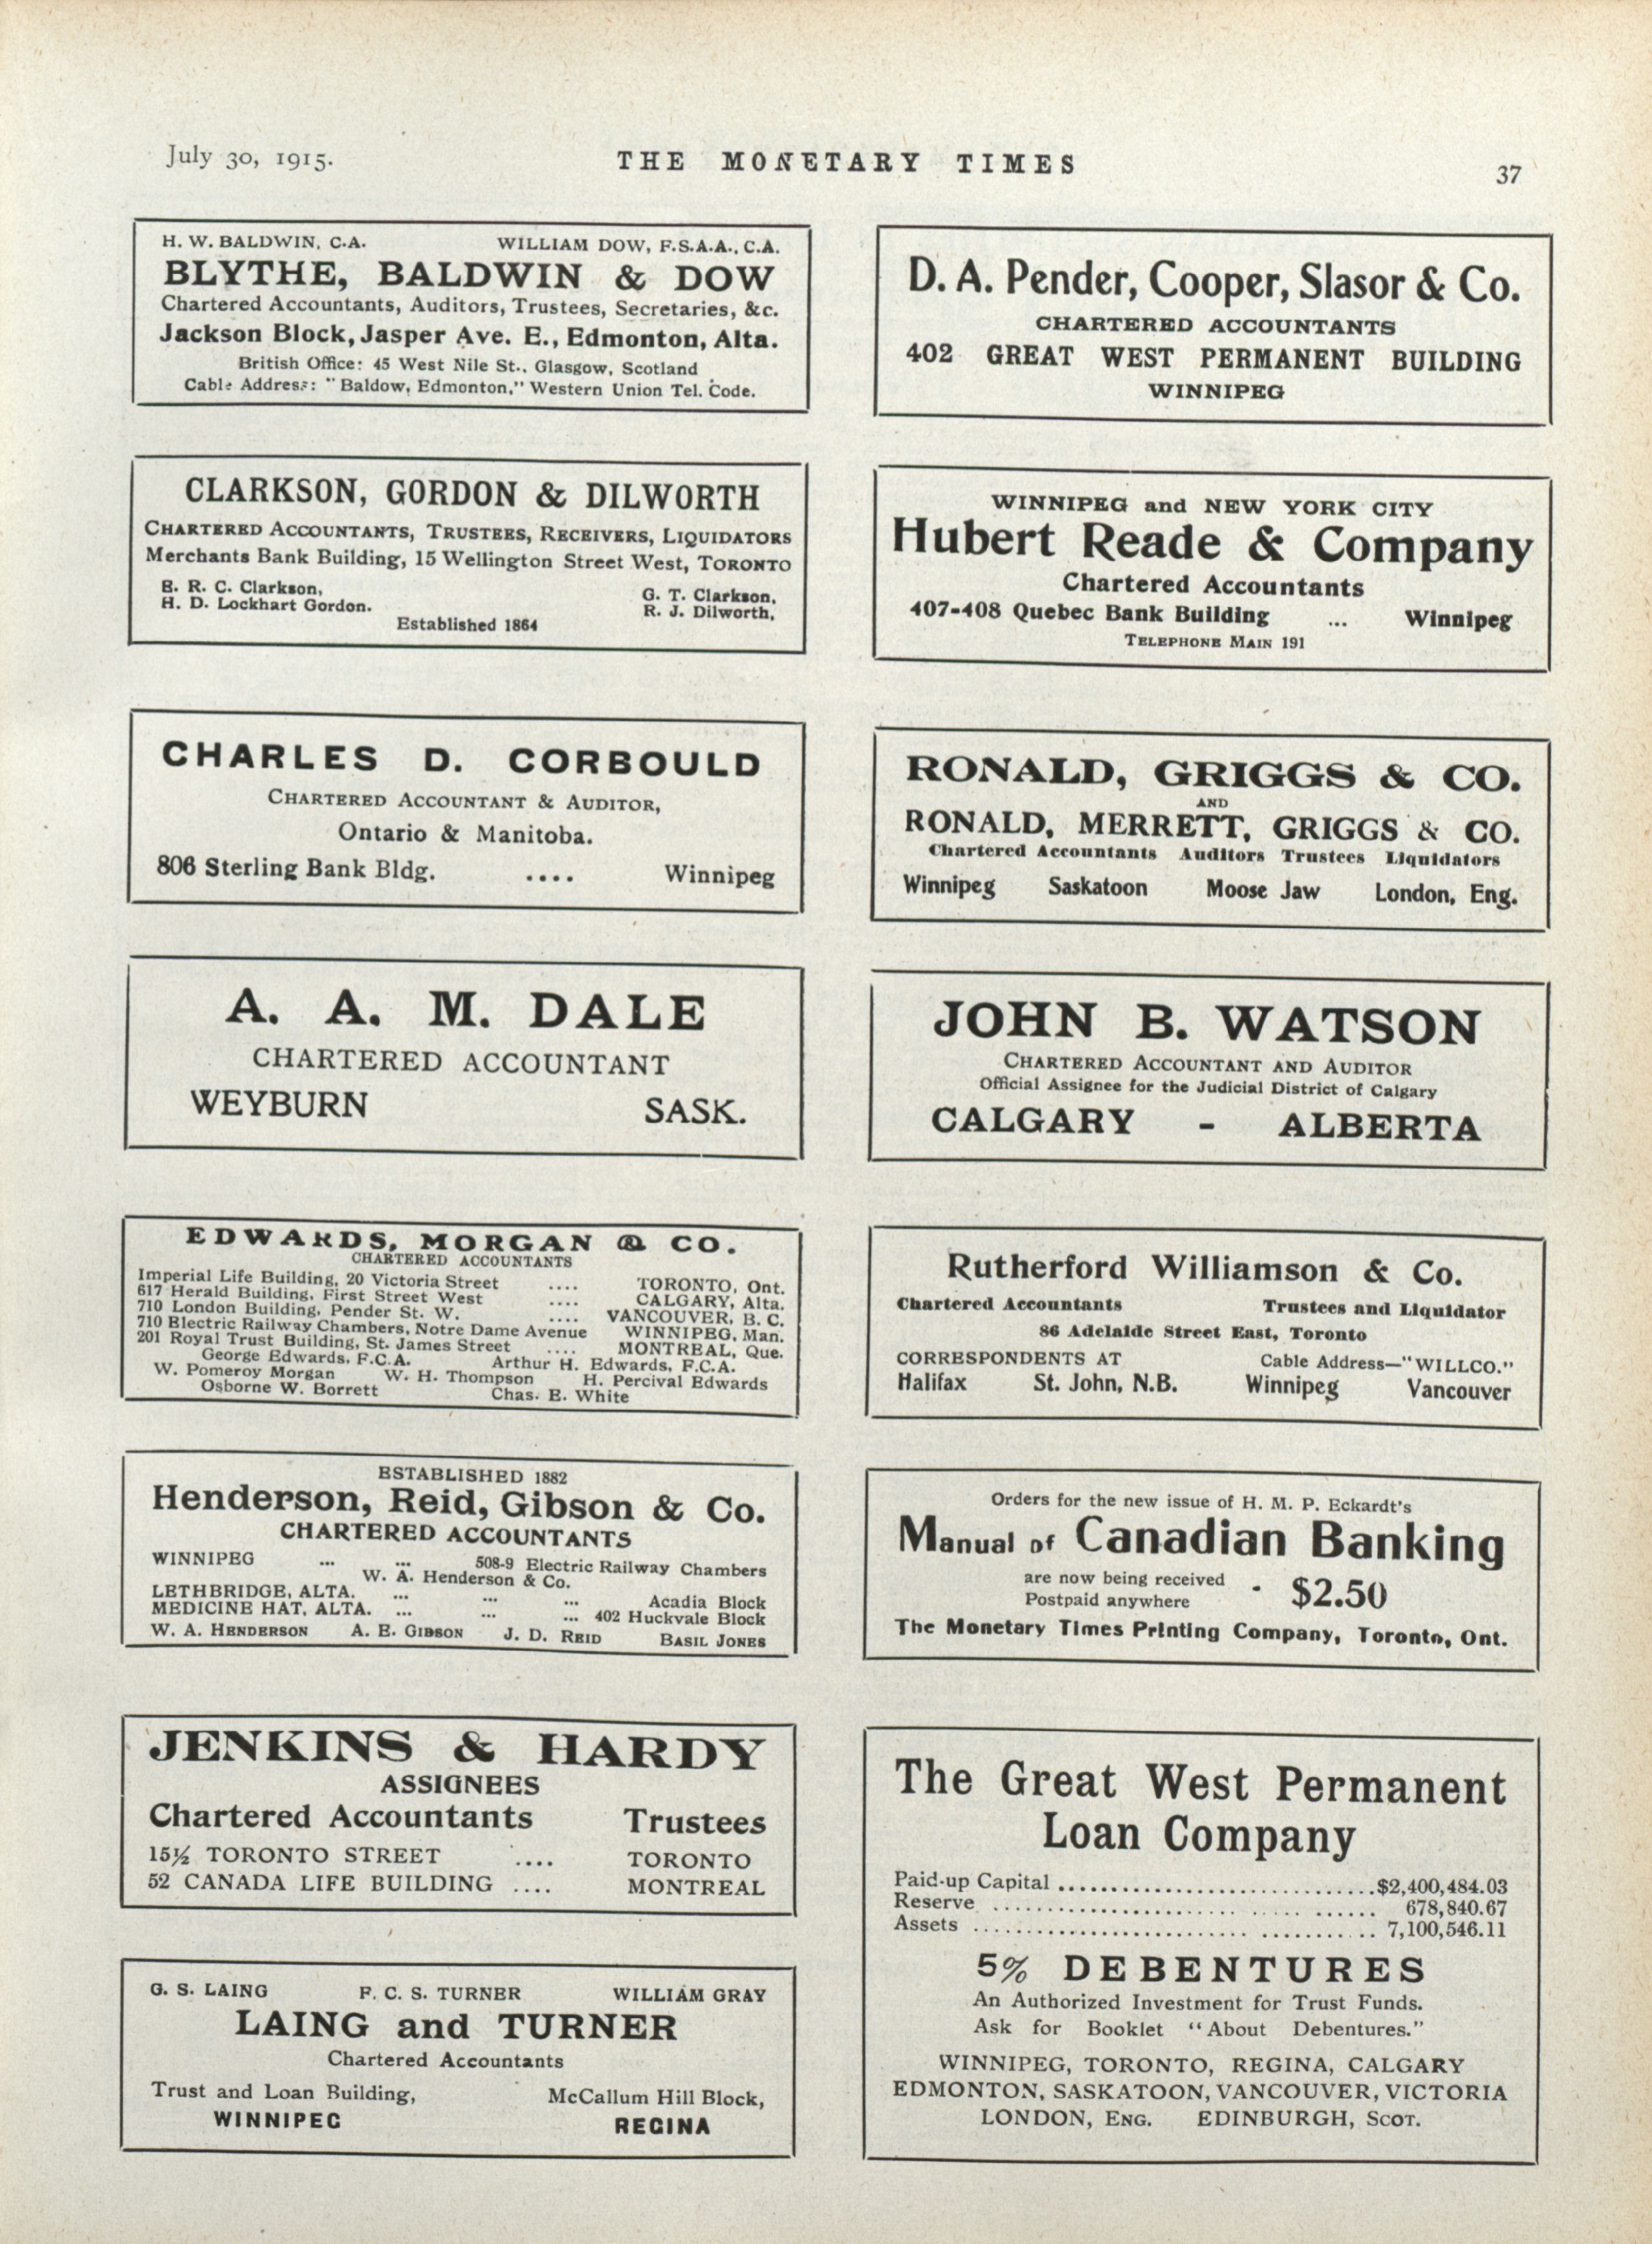 July 30, 1915.
THE MONETARY TIMES
37
H. W. BALDWIN, C.A. WILLIAM DOW, F.S.A.A., C.A.
BLYTHE, BALDWIN & DOW
Chartered Accountants, Auditors, Trustees, Secretaries, &c.
Jackson Block, Jasper Ave. E., Edmonton, Alta.
British Office: 45 West Nile St., Glasgow, Scotland
Cable Address: "Baldow, Edmonton," Western Union Tel. Code.
CLARKSON, GORDON & DILWORTH
CHARTERED ACCOUNTANTS, TRUSTEES, RECEIVERS, LIQUIDATORS
Merchants Bank Building, 15 Wellington Street West, TORONTO
E. R. C. Clarkson, G. T. Clarkson,
H. D. Lockhart Gordon. R. J. Dilworth,
Established 1864
CHARLES D. CORBOULD
CHARTERED ACCOUNTANT & AUDITOR,
Ontario & Manitoba.
806 Sterling Bank Bldg. .... Winnipeg
A. A. M. DALE
CHARTERED ACCOUNTANT
WEYBURN SASK.
EDWARDS, MORGAN & CO.
CHARTERED ACCOUNTANTS
Imperial Life Building, 20 Victoria Street .... TORONTO, Ont.
617 Herald Building, First Street West .... CALGARY, Alta.
710 London Building, Pender St. W. .... VANCOUVER, B. C.
710 Electric Railway Chambers, Notre Dame Avenue WINNIPEG, Man.
201 Royal Trust Building, St. James Street .... MONTREAL, Que.
George Edwards, F.C.A. Arthur H. Edwards, F.C.A.
W. Pomeroy Morgan W. H. Thompson H. Percival Edwards
Osborne W. Borrett Chas. E. White
ESTABLISHED 1882
Henderson, Reid, Gibson & Co.
CHARTERED ACCOUNTANTS
WINNIPEG ... ... 508-9 Electric Railway Chambers
W. A. Henderson & Co.
LETHBRIDGE, ALTA. ... ... ... Acadia Block
MEDICINE HAT, ALTA. ... ... ... 402 Huckvale Block
W. A. HENDERSON A. E. GIBSON J. D. REID BASIL JONES
JENKINS & HARDY
ASSIGNEES
Chartered Accountants Trustees
15½ TORONTO STREET .... TORONTO
52 CANADA LIFE BUILDING .... MONTREAL
G. S. LAING F. C. S. TURNER WILLIAM GRAY
LAING and TURNER
Chartered Accountants
Trust and Loan Building, McCallum Hill Block,
WINNIPEG REGINA
D. A. Pender, Cooper, Slasor & Co.
CHARTERED ACCOUNTANTS
402 GREAT WEST PERMANENT BUILDING
WINNIPEG
WINNIPEG and NEW YORK CITY
Hubert Reade & Company
Chartered Accountants
407-408 Quebec Bank Building ... Winnipeg
TELEPHONE MAIN 191
RONALD, GRIGGS & CO.
AND
RONALD, MERRETT, GRIGGS & CO.
Chartered Accountants Auditors Trustees Liquidators
Winnipeg Saskatoon Moose Jaw London, Eng.
JOHN B. WATSON
CHARTERED ACCOUNTANT AND AUDITOR
Official Assignee for the Judicial District of Calgary
CALGARY - ALBERTA
Rutherford Williamson & Co.
Chartered Accountants Trustees and Liquidator
86 Adelaide Street East, Toronto
CORRESPONDENTS AT Cable Address—"WILLCO."
Halifax St. John, N.B. Winnipeg Vancouver
Orders for the new issue of H. M. P. Eckardt's
Manual of Canadian Banking
are now being received
Postpaid anywhere - $2.50
The Monetary Times Printing Company, Toronto, Ont.
The Great West Permanent
Loan Company
Paid-up Capital ..............................$2,400,484.03
Reserve .............................. 678,840.67
Assets .............................. 7,100,546.11
5% DEBENTURES
An Authorized Investment for Trust Funds.
Ask for Booklet "About Debentures."
WINNIPEG, TORONTO, REGINA, CALGARY
EDMONTON, SASKATOON, VANCOUVER, VICTORIA
LONDON, ENG. EDINBURGH, SCOT.